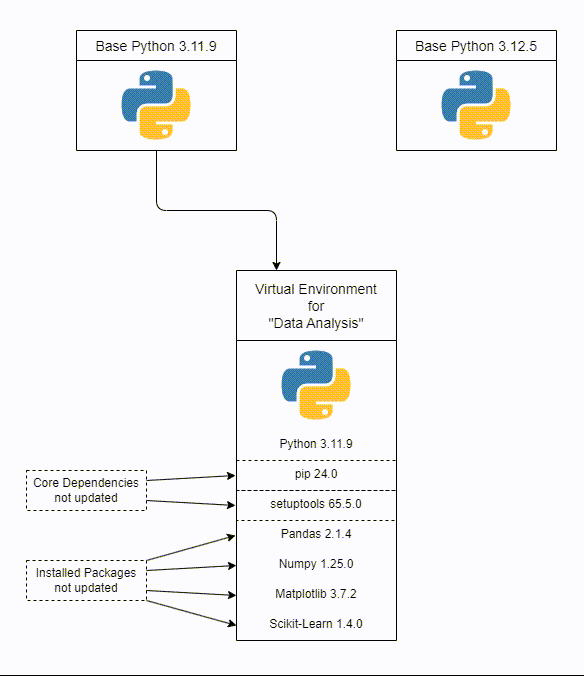 Base Python 3.11.9
Base Python 3.12.5
Virtual Environment
for
"Data Analysis"
Python 3.11.9
Core Dependencies
not updated
pip 24.0
setuptools 65.5.0
Installed Packages
not updated
Pandas 2.1.4
Numpy 1.25.0
Matplotlib 3.7.2
Scikit-Learn 1.4.0